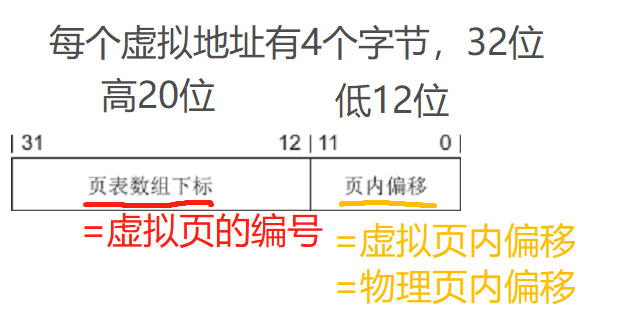 每个虚拟地址有4个字节，32位
高20位 低12位
31 12 11 0
页表数组下标 页内偏移
=虚拟页的编号 =虚拟页内偏移
=物理页内偏移